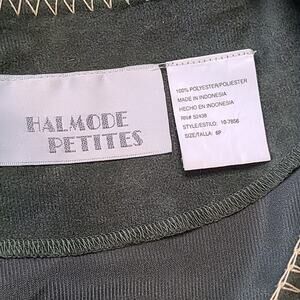 HALMODE
PETITES
100% POLYESTER/POLIESTER
MADE IN INDONESIA
HECHO EN INDONESIA
RN# 52438
STYLE/ESTILO: 10-7856
SIZE/TALLA: 6P